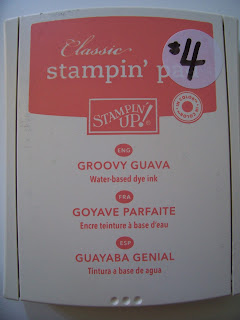 Classic
$4
stampin'
STAMPIN'
UP!
ENG
GROOVY GUAVA
Water-based dye ink
FRA
GOYAVE PARFAITE
Encre teinture à base d'eau
ESP
GUAYABA GENIAL
Tintura a base de agua